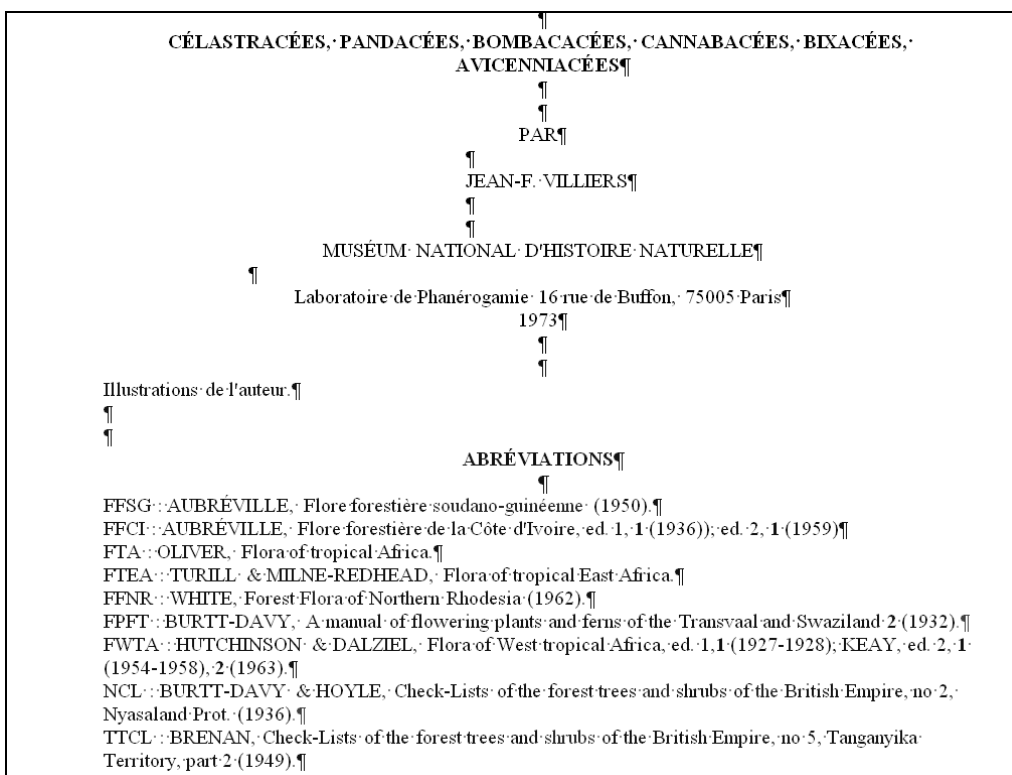 ¶
CÉLASTRACÉES,·PANDACÉES,·BOMBACACÉES,·CANNABACÉES,·BIXACÉES,·
AVICENNIACÉES¶
¶
¶
PAR¶
¶
JEAN-F.·VILLIERS¶
¶
¶
MUSÉUM·NATIONAL·D'HISTOIRE·NATURELLE¶
¶
Laboratoire·de·Phanérogamie·16·rue·de·Buffon,·75005·Paris¶
1973¶
¶
¶
Illustrations·de·l'auteur.¶
¶
¶
ABRÉVIATIONS¶
¶
FFSG·:·AUBRÉVILLE,·Flore·forestière·soudano-guinéenne·(1950).¶
FFCI·:·AUBRÉVILLE,·Flore·forestière·de·la·Côte·d'Ivoire,·ed.·1,·1·(1936));·ed.·2,·1·(1959)¶
FTA·:·OLIVER,·Flora·of·tropical·Africa.¶
FTEA·:·TURILL·&·MILNE-REDHEAD,·Flora·of·tropical·East·Africa.¶
FFNR·:·WHITE,·Forest·Flora·of·Northern·Rhodesia·(1962).¶
FPFT·:·BURTT-DAVY,·A·manual·of·flowering·plants·and·ferns·of·the·Transvaal·and·Swaziland·2·(1932).¶
FWTA·:·HUTCHINSON·&·DALZIEL,·Flora·of·West·tropical·Africa,·ed.·1,1·(1927-1928);·KEAY,·ed.·2,·1·
(1954-1958),·2·(1963).¶
NCL·:·BURTT-DAVY·&·HOYLE,·Check-Lists·of·the·forest·trees·and·shrubs·of·the·British·Empire,·no·2,·
Nyasaland·Prot.·(1936).¶
TTCL·:·BRENAN,·Check-Lists·of·the·forest·trees·and·shrubs·of·the·British·Empire,·no·5,·Tanganyika·
Territory,·part·2·(1949).¶